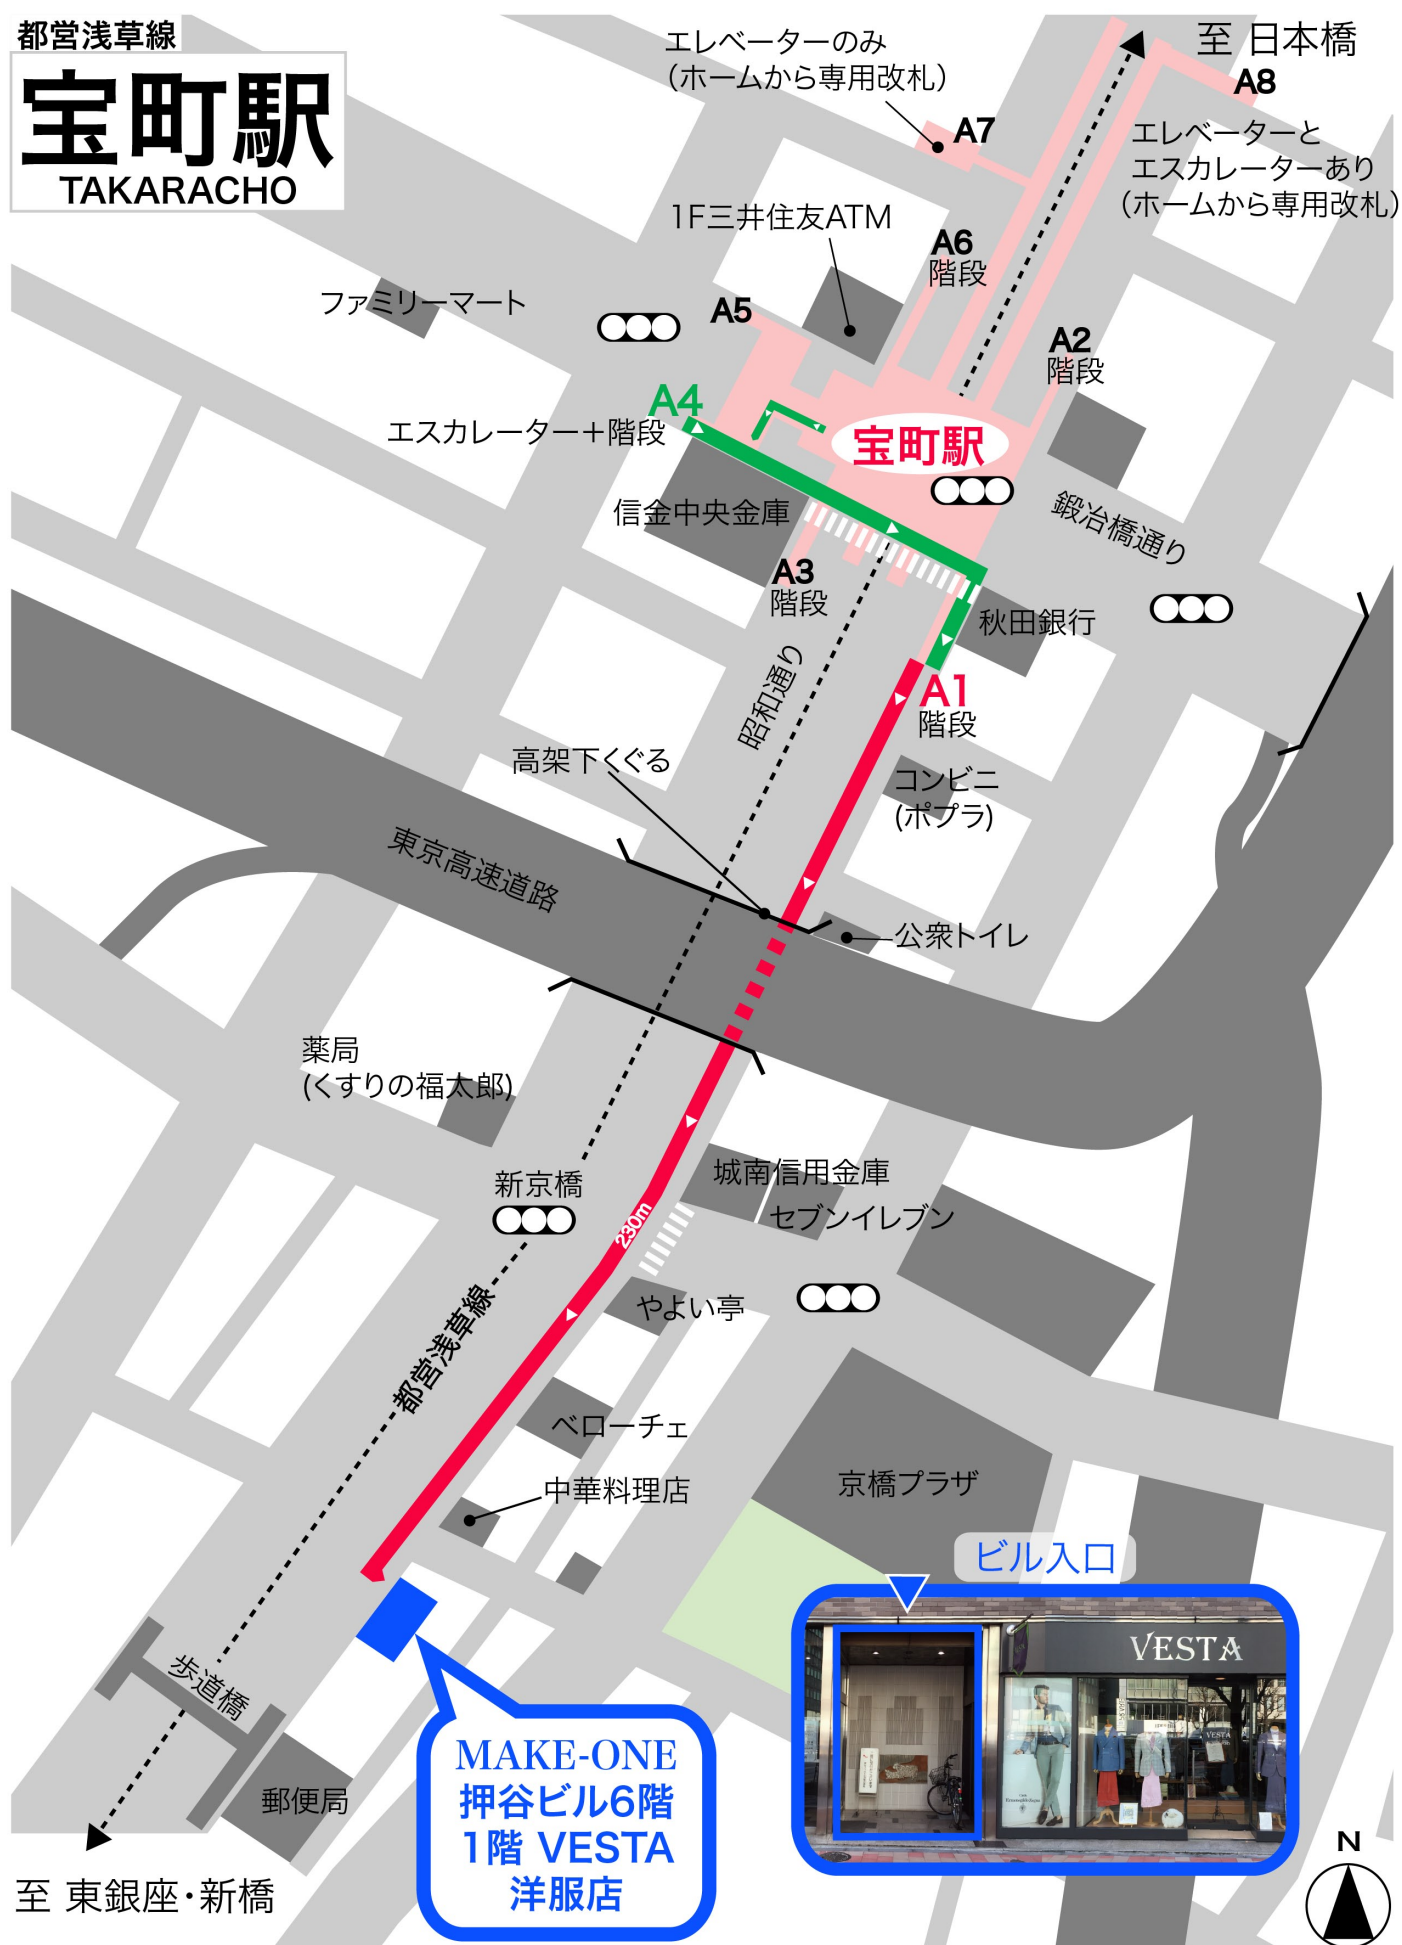 都営浅草線
宝町駅
TAKARACHO
エレベーターのみ
（ホームから専用改札）
至 日本橋
A8
A7
エレベーターと
エスカレーターあり
（ホームから専用改札）
1F三井住友ATM
A6
階段
ファミリーマート
A5
A2
階段
A4
エスカレーター＋階段
宝町駅
信金中央金庫
鍛冶橋通り
A3
階段
秋田銀行
昭和通り
A1
階段
高架下くぐる
コンビニ
(ポプラ)
東京高速道路
公衆トイレ
薬局
(くすりの福太郎)
城南信用金庫
新京橋
セブンイレブン
230m
やよい亭
都営浅草線
ベローチェ
中華料理店
京橋プラザ
ビル入口
VESTA
VESTA
歩道橋
MAKE-ONE
押谷ビル6階
1階 VESTA
洋服店
郵便局
N
至 東銀座・新橋